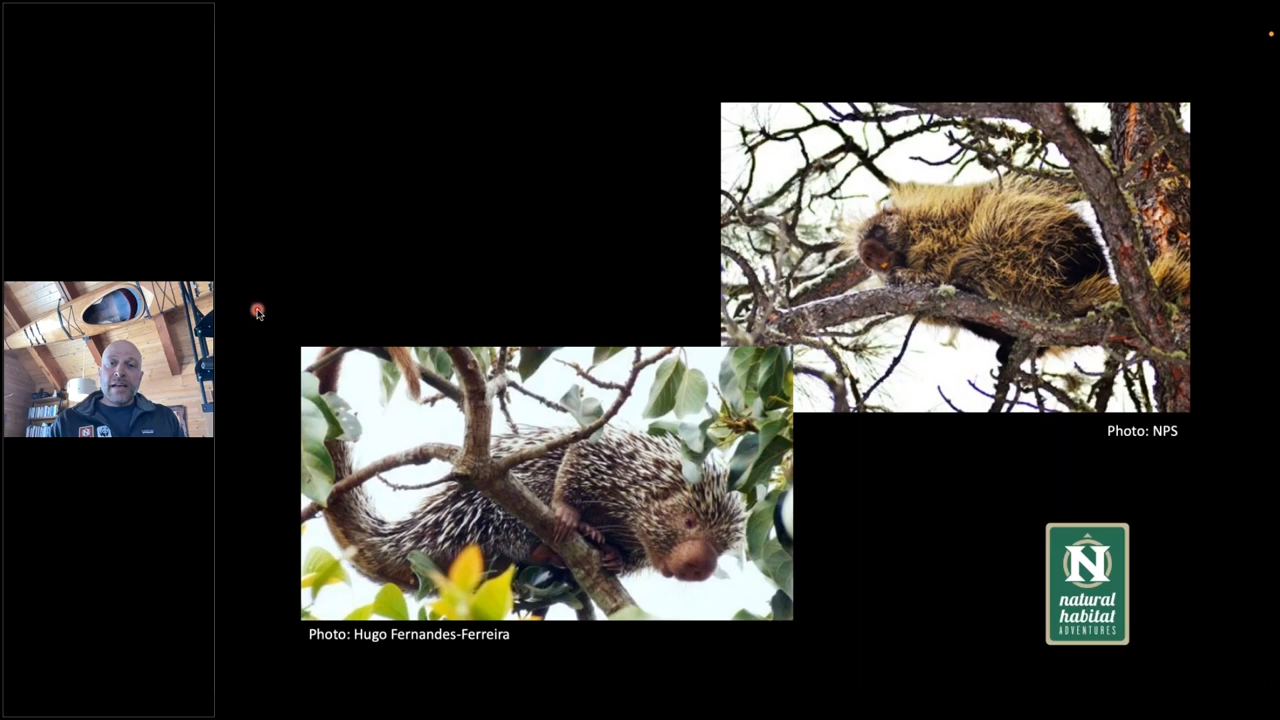 Photo: NPS
Photo: Hugo Fernandes-Ferreira
N
natural
habitat
ADVENTURES